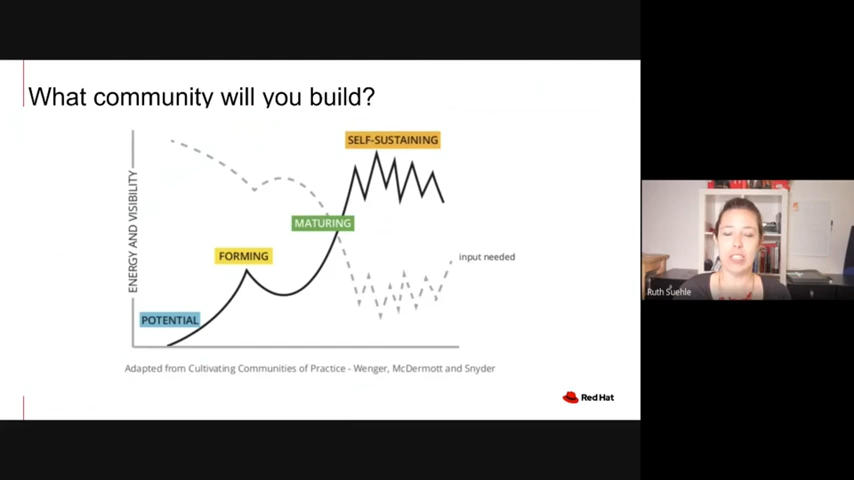 What community will you build?
SELF-SUSTAINING
MATURING
FORMING
POTENTIAL
ENERGY AND VISIBILITY
input needed
Adapted from Cultivating Communities of Practice - Wenger, McDermott and Snyder
Red Hat
Ruth Suehle